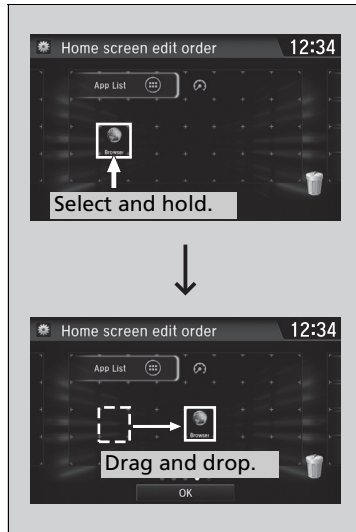 Home screen edit order 12:34
App List
Browser
Select and hold.
Home screen edit order 12:34
App List
Browser
Drag and drop.
OK